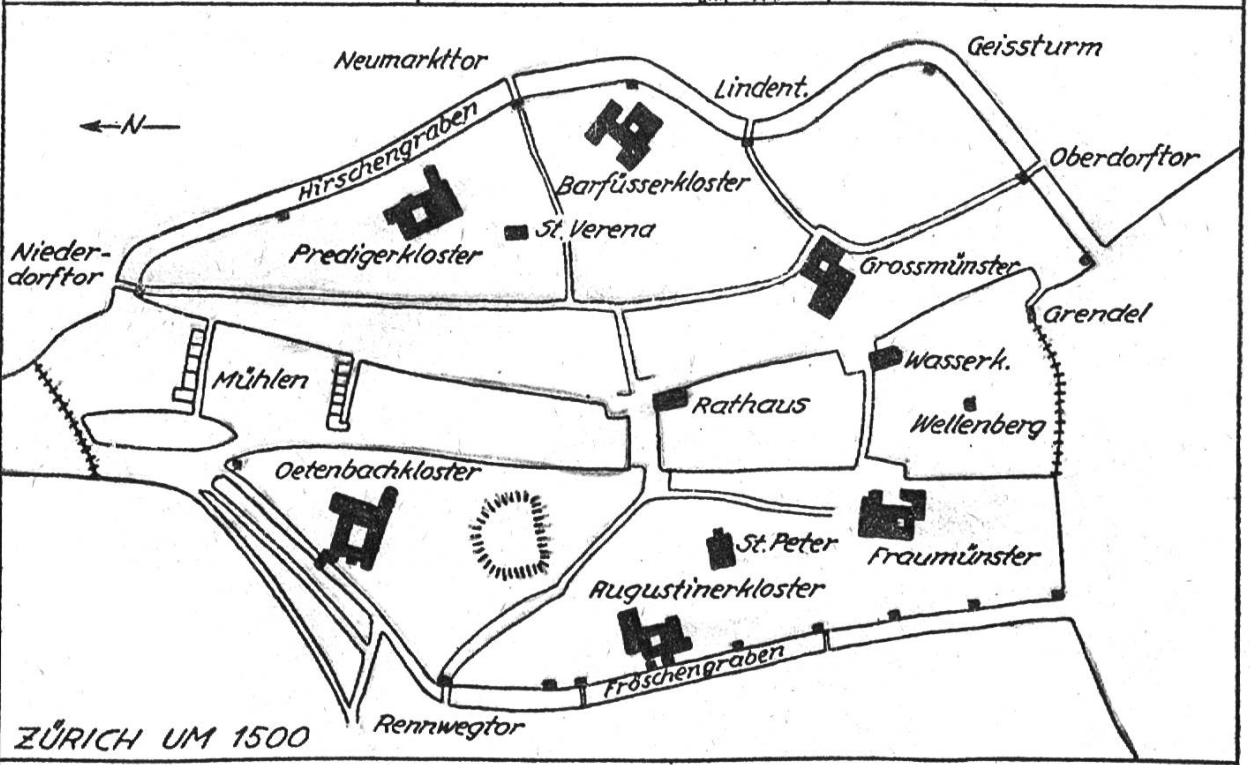 Geissturm
Neumarkttor
Lindent.
N
Hirschengraben
Oberdorftor
Barfüsserkloster
St. Verena
Predigerkloster
Nieder-
dorftor
Grossmünster
Grendel
Wasserk.
Mühlen
Rathaus
Wellenberg
Oetenbachkloster
St. Peter
Fraumünster
Augustinerkloster
Fröschengraben
Rennwegtor
ZÜRICH UM 1500